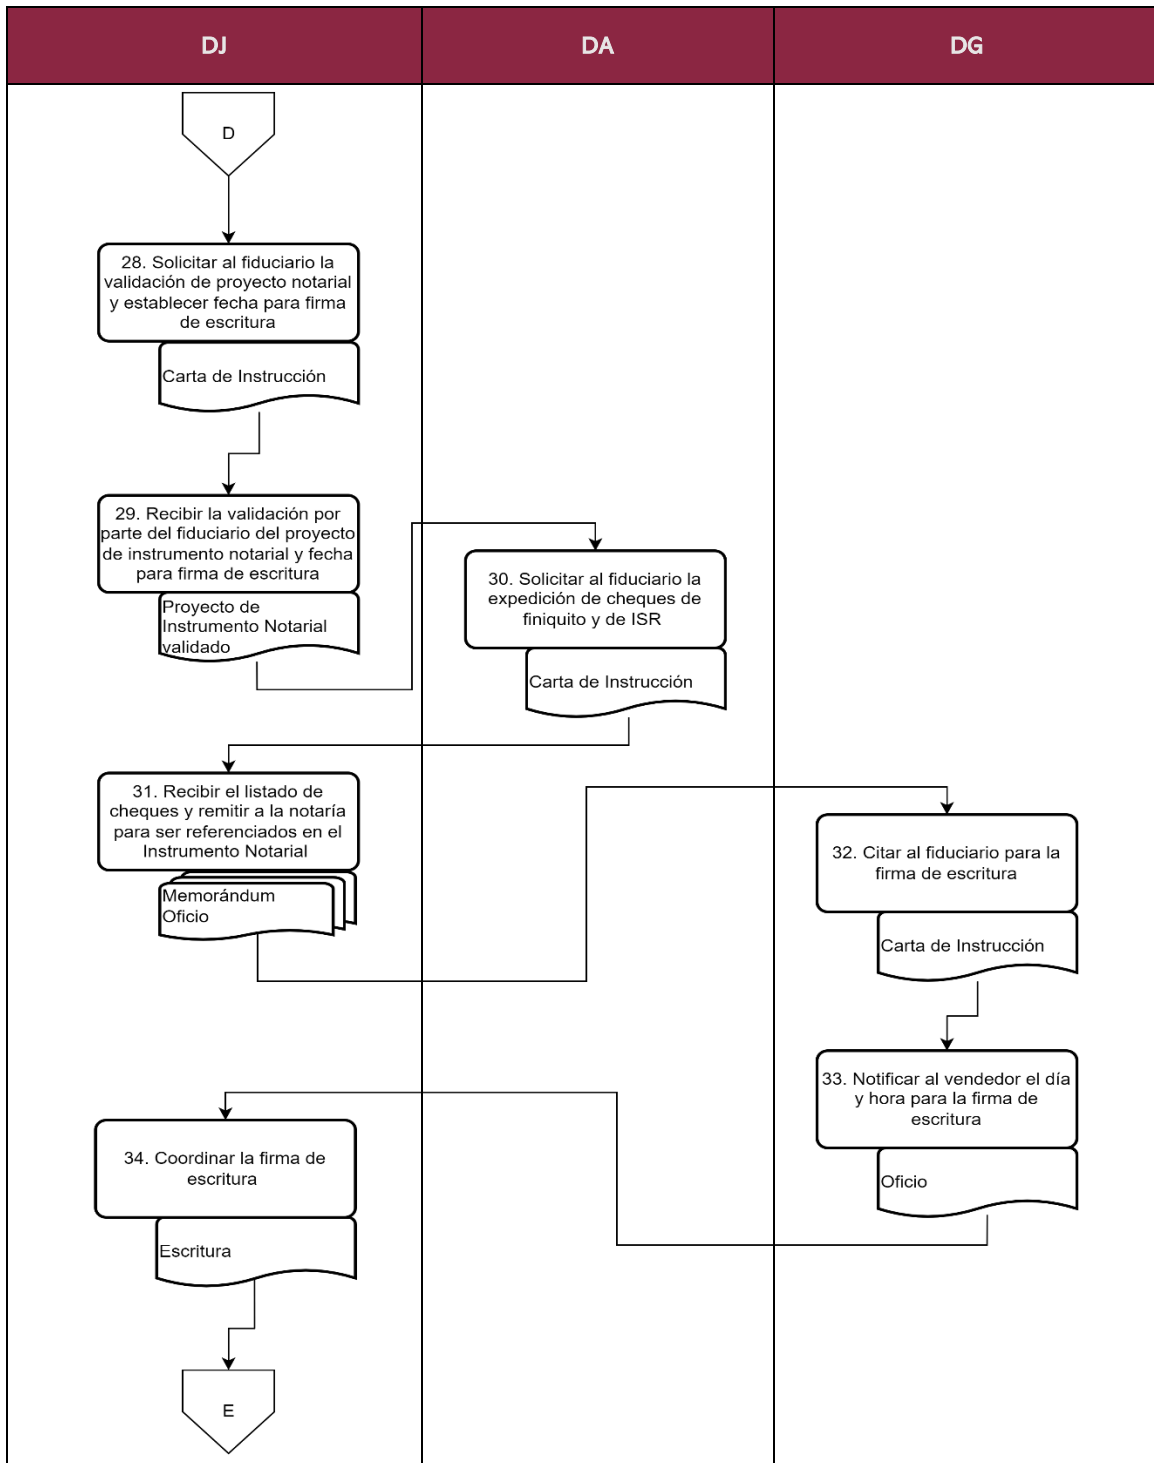 DJ
DA
DG
D
28. Solicitar al fiduciario la
validación de proyecto notarial
y establecer fecha para firma
de escritura
Carta de Instrucción
29. Recibir la validación por
parte del fiduciario del proyecto
de instrumento notarial y fecha
para firma de escritura
Proyecto de
Instrumento Notarial
validado
30. Solicitar al fiduciario la
expedición de cheques de
finiquito y de ISR
Carta de Instrucción
31. Recibir el listado de
cheques y remitir a la notaría
para ser referenciados en el
Instrumento Notarial
Memorándum
Oficio
32. Citar al fiduciario para la
firma de escritura
Carta de Instrucción
33. Notificar al vendedor el día
y hora para la firma de
escritura
Oficio
34. Coordinar la firma de
escritura
Escritura
E